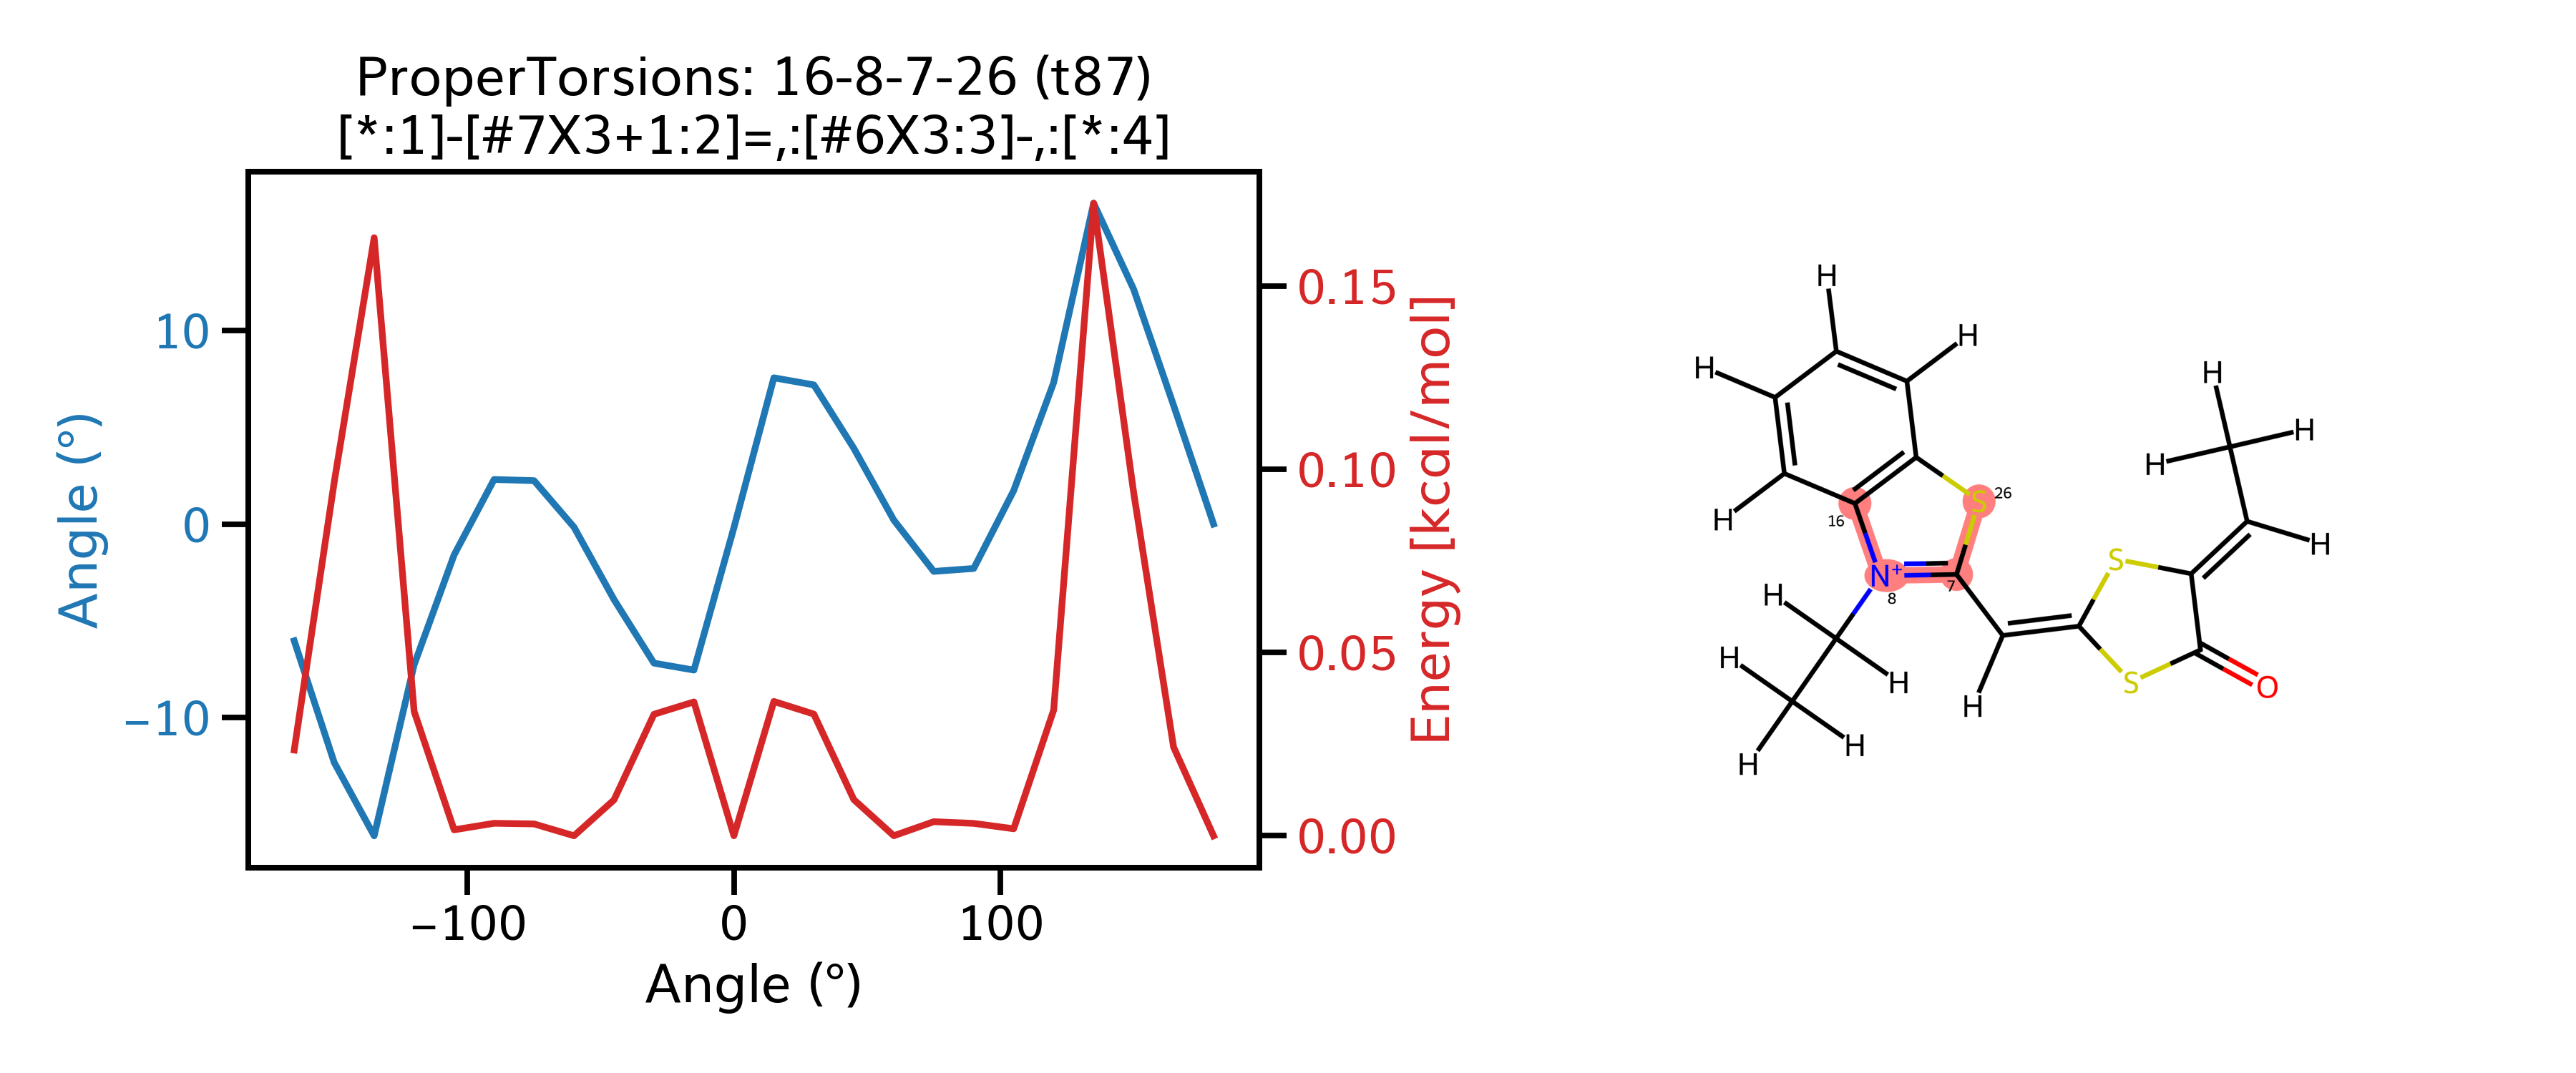 ProperTorsions: 16-8-7-26 (t87)
[*:1]-[#7X3+1:2]=,:[#6X3:3]-,:[*:4]
Angle (°)
10
0
−10
−100
0
100
Angle (°)
0.15
0.10
0.05
0.00
Energy [kcal/mol]
H
H
H
H
H
H
H
S 26
16
N+
8
7
S
H
H
S
O
H
H
H
H
H
H